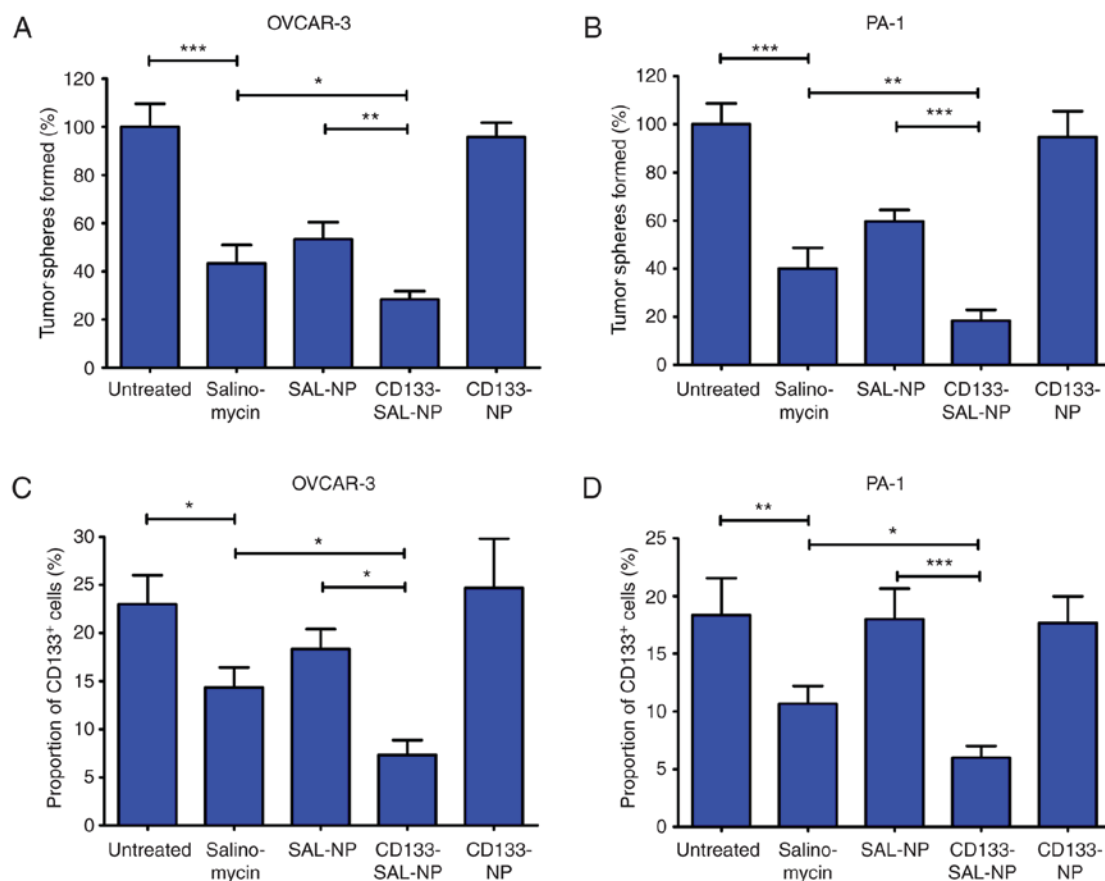 A
OVCAR-3
***
*
**
Tumor spheres formed (%)
120
100
80
60
40
20
0
Untreated
Salino-
mycin
SAL-NP
CD133-
SAL-NP
CD133-
NP
B
PA-1
***
**
***
Tumor spheres formed (%)
120
100
80
60
40
20
0
Untreated
Salino-
mycin
SAL-NP
CD133-
SAL-NP
CD133-
NP
C
OVCAR-3
*
*
*
Proportion of CD133+ cells (%)
30
25
20
15
10
5
0
Untreated
Salino-
mycin
SAL-NP
CD133-
SAL-NP
CD133-
NP
D
PA-1
**
*
***
Proportion of CD133+ cells (%)
25
20
15
10
5
0
Untreated
Salino-
mycin
SAL-NP
CD133-
SAL-NP
CD133-
NP